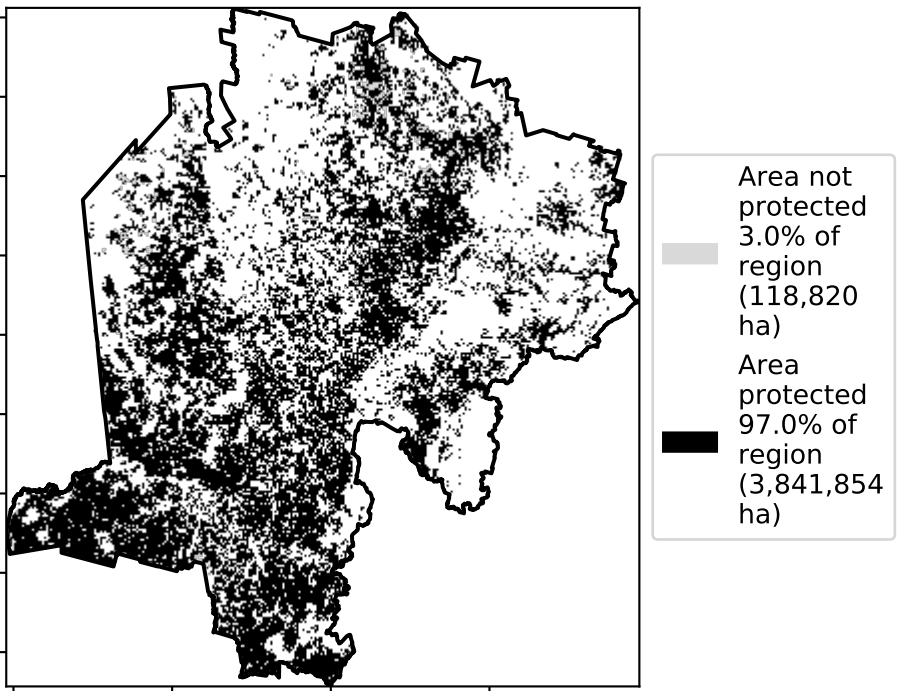 Area not
protected
3.0% of
region
(118,820
ha)
Area
protected
97.0% of
region
(3,841,854
ha)